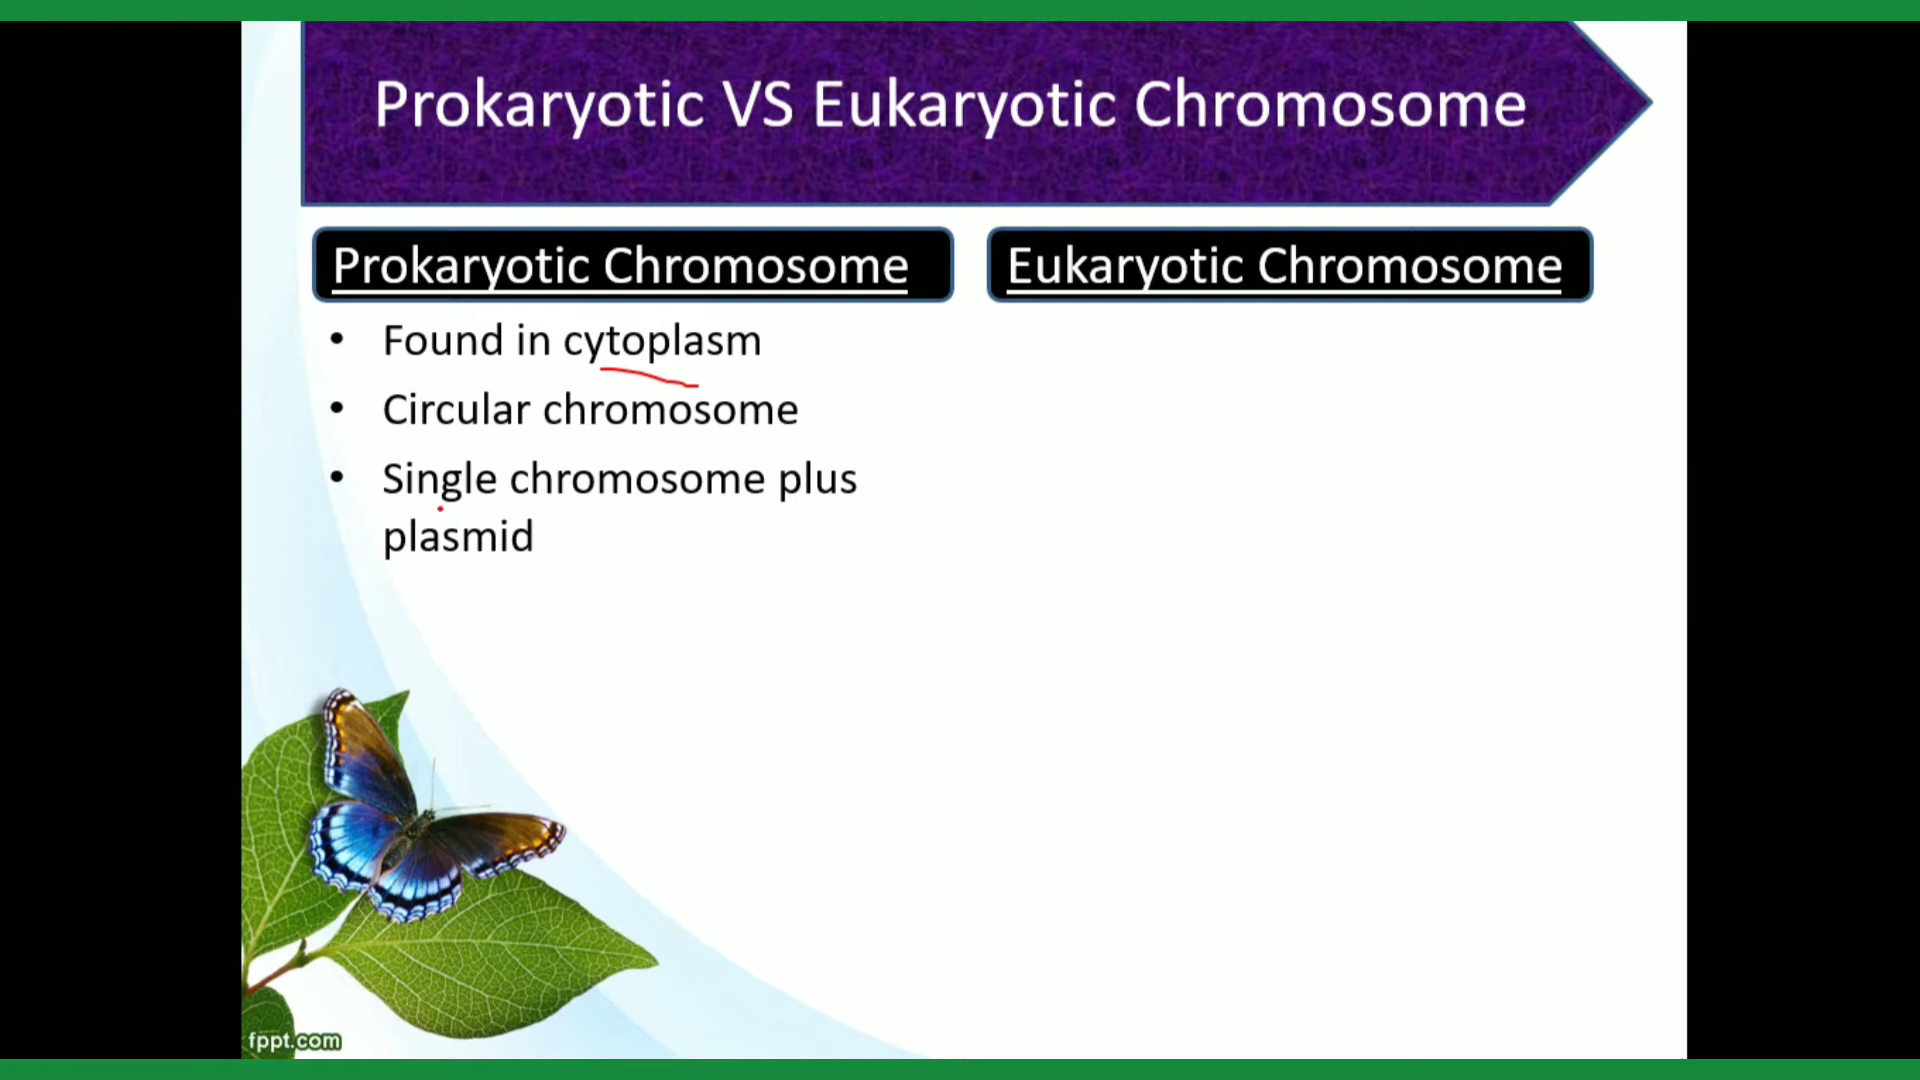 Prokaryotic VS Eukaryotic Chromosome
Prokaryotic Chromosome
• Found in cytoplasm
• Circular chromosome
• Single chromosome plus
plasmid
Eukaryotic Chromosome
fppt.com